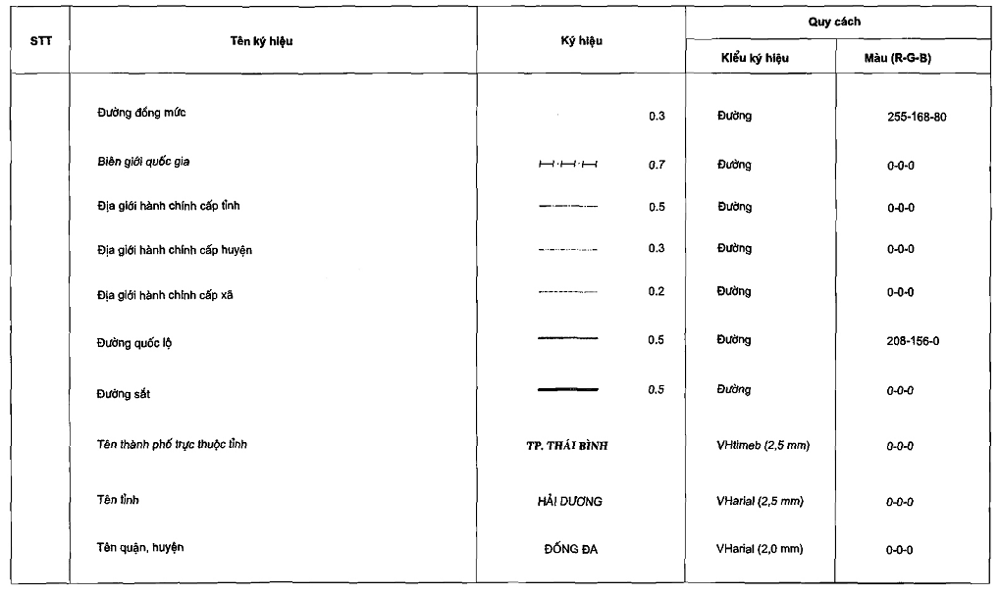 STT Tên ký hiệu Ký hiệu Quy cách
Kiểu ký hiệu Màu (R-G-B)
Đường đồng mức 0.3 Đường 255-168-80
Biên giới quốc gia 0.7 Đường 0-0-0
Địa giới hành chính cấp tỉnh 0.5 Đường 0-0-0
Địa giới hành chính cấp huyện 0.3 Đường 0-0-0
Địa giới hành chính cấp xã 0.2 Đường 0-0-0
Đường quốc lộ 0.5 Đường 208-156-0
Đường sắt 0.5 Đường 0-0-0
Tên thành phố trực thuộc tỉnh TP. THÁI BÌNH VHtimeb (2,5 mm) 0-0-0
Tên tỉnh HẢI DƯƠNG VHarial (2,5 mm) 0-0-0
Tên quận, huyện ĐỐNG ĐA VHarial (2,0 mm) 0-0-0